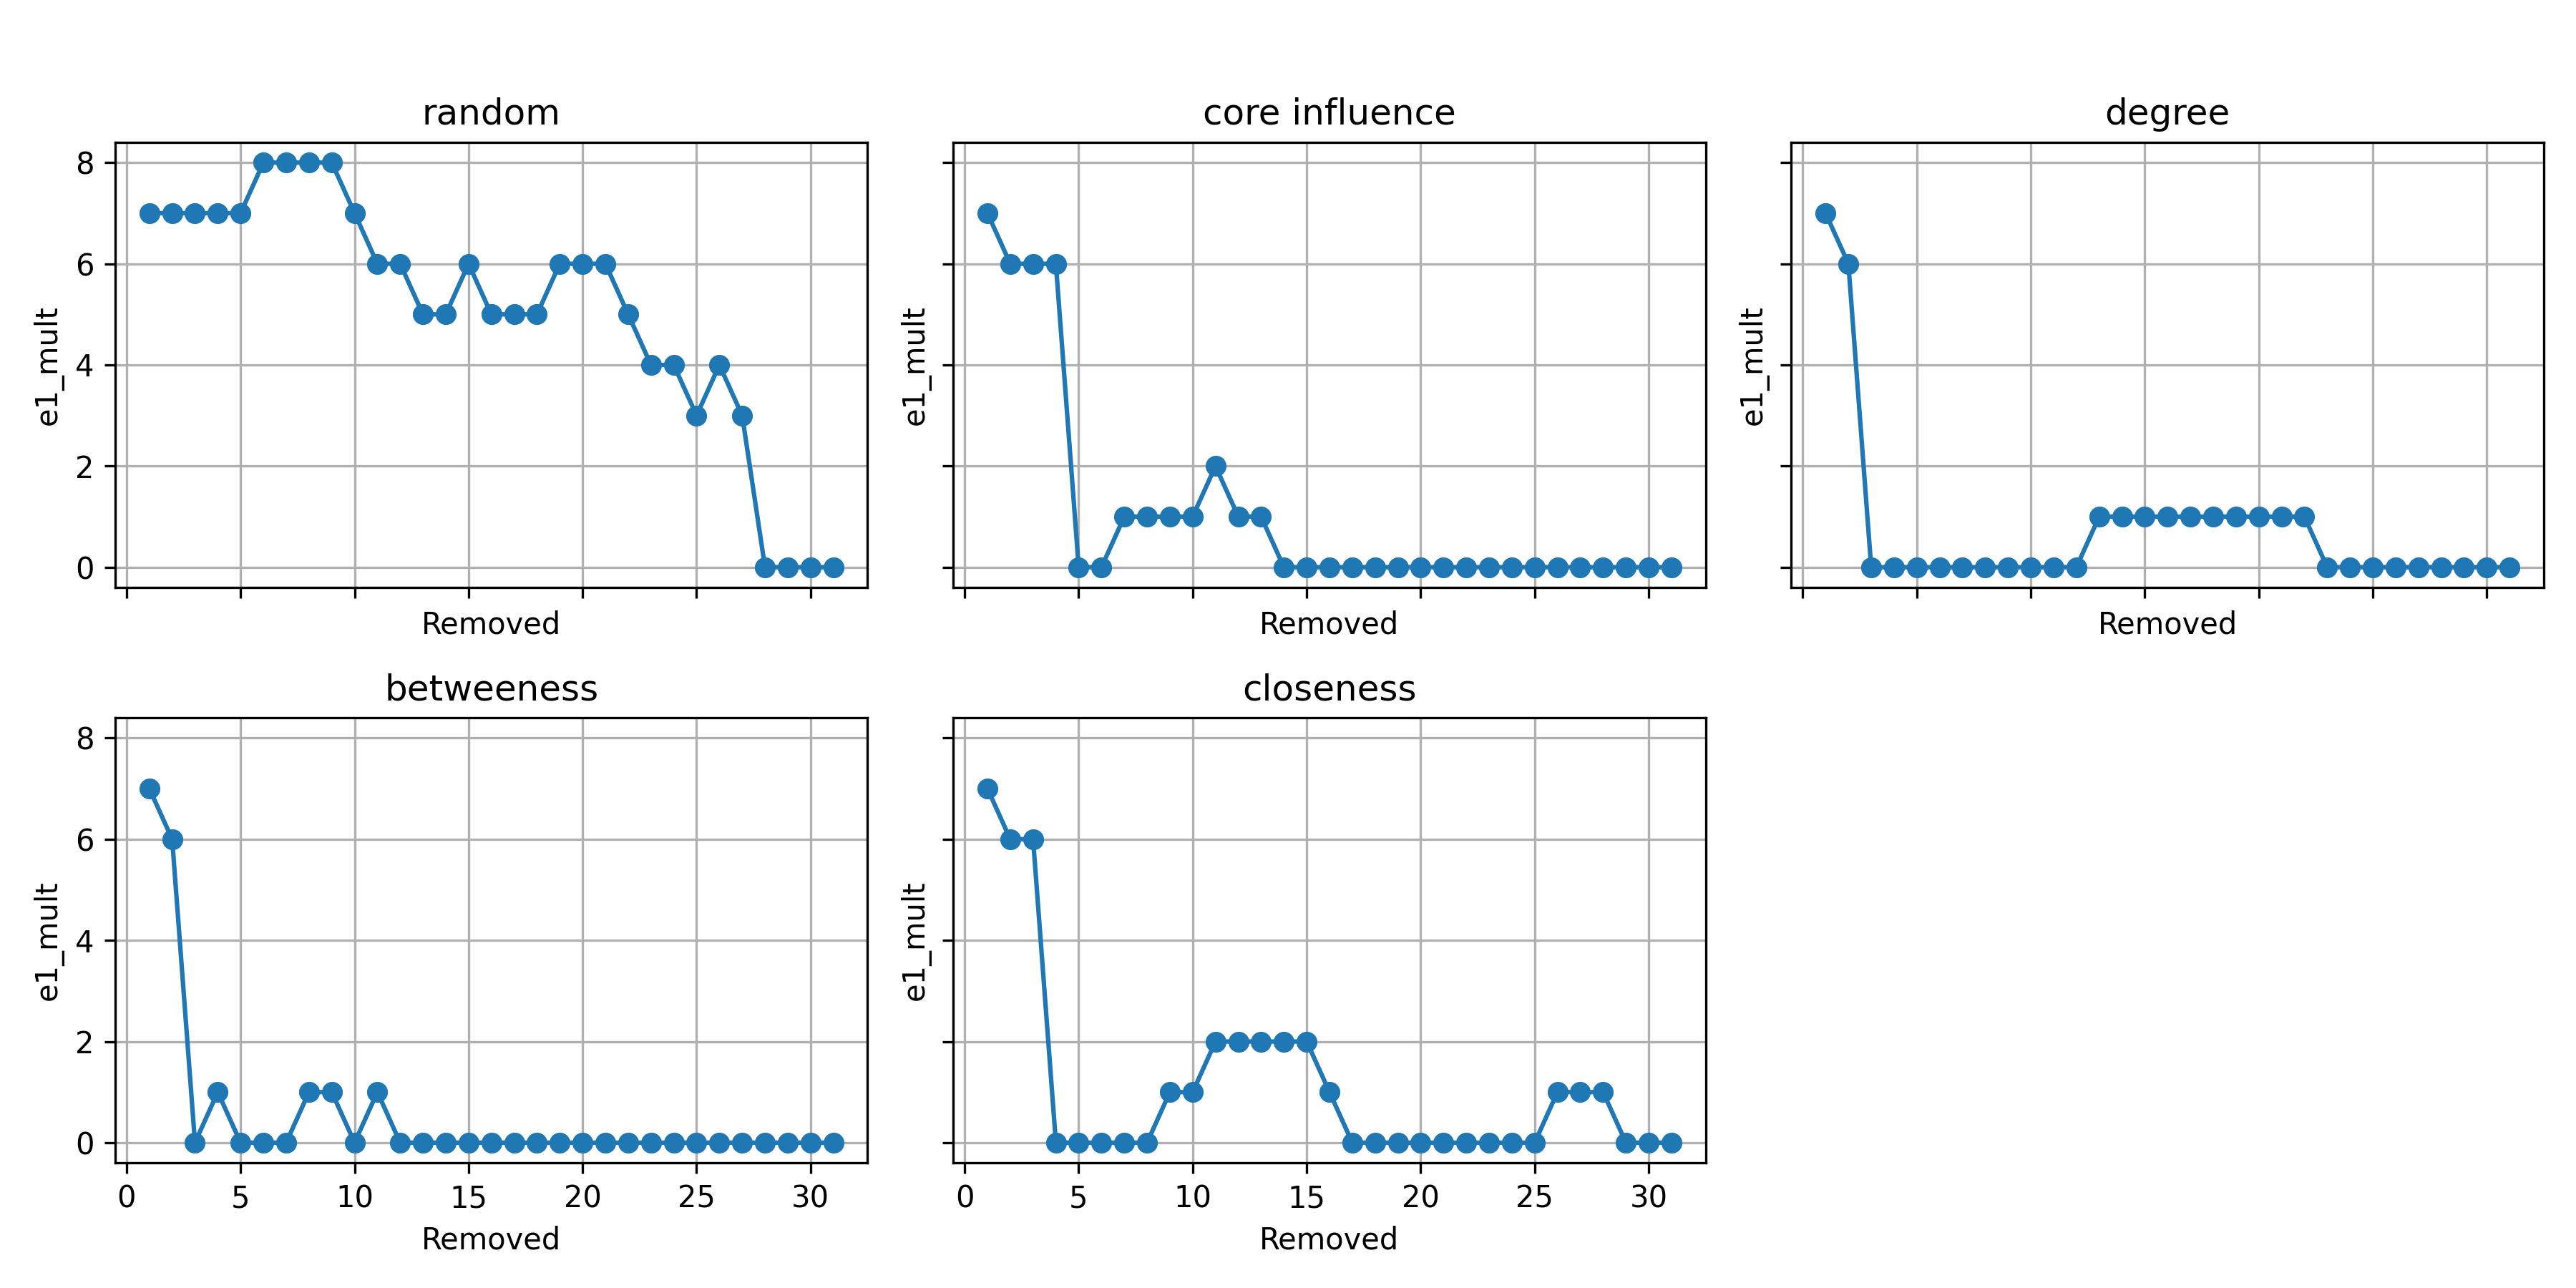 random
core influence
degree
8
6
4
2
0
e1_mult
e1_mult
e1_mult
Removed
Removed
Removed
betweeness
closeness
8
6
4
2
0
e1_mult
e1_mult
0 5 10 15 20 25 30
0 5 10 15 20 25 30
Removed
Removed